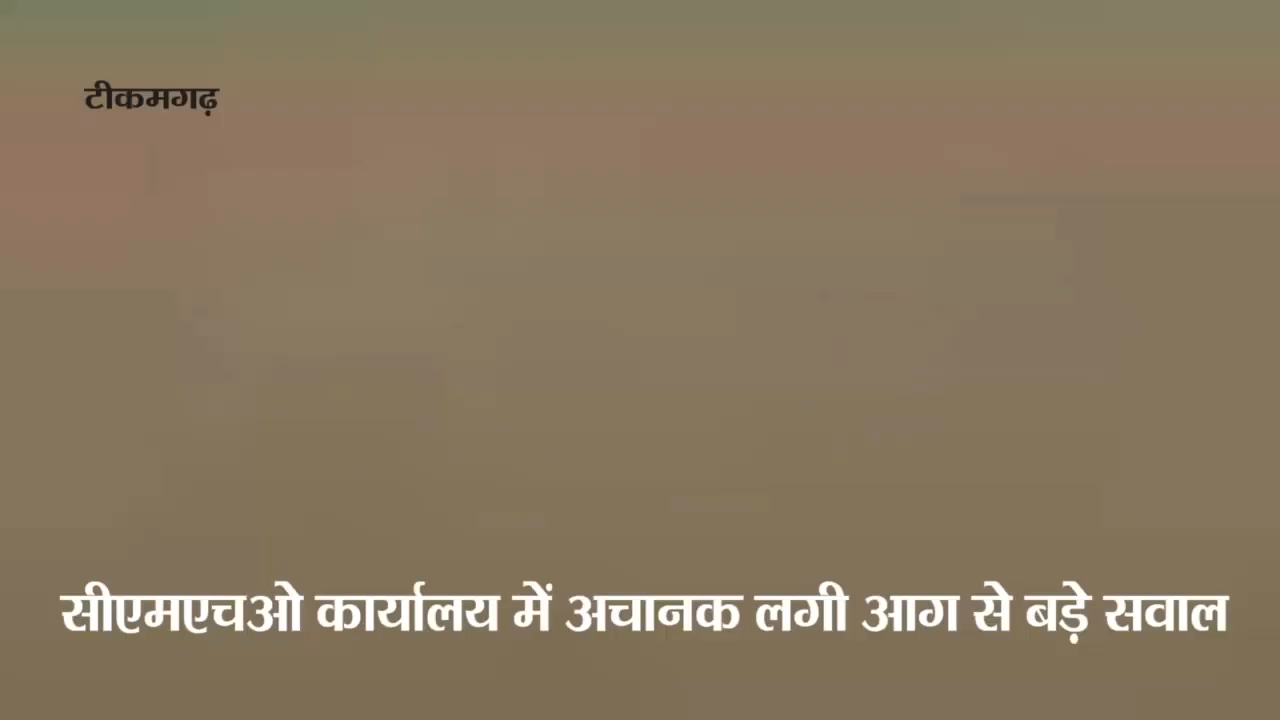 टीकमगढ़
सीएमएचओ कार्यालय में अचानक लगी आग से बड़े सवाल